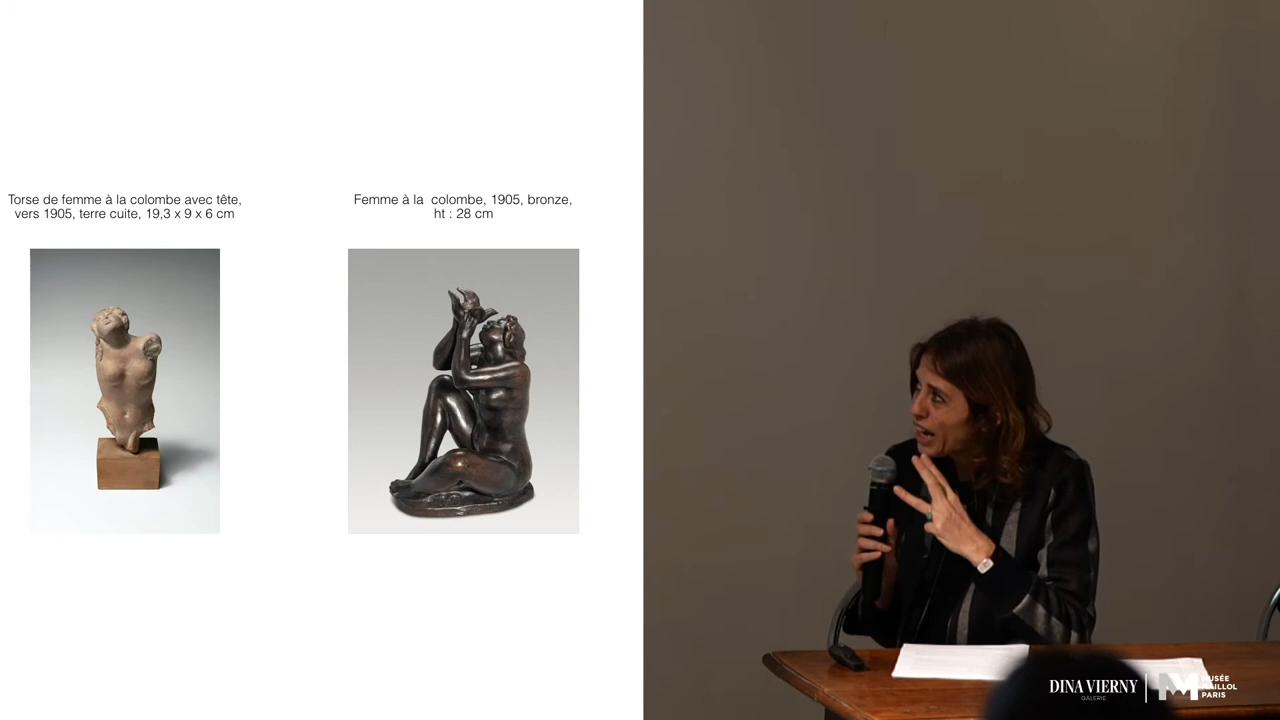 Torse de femme à la colombe avec tête,
vers 1905, terre cuite, 19,3 x 9 x 6 cm
Femme à la  colombe, 1905, bronze,
ht : 28 cm
DINA VIERNY
GALERIE
MUSÉE
MAILLOL
PARIS